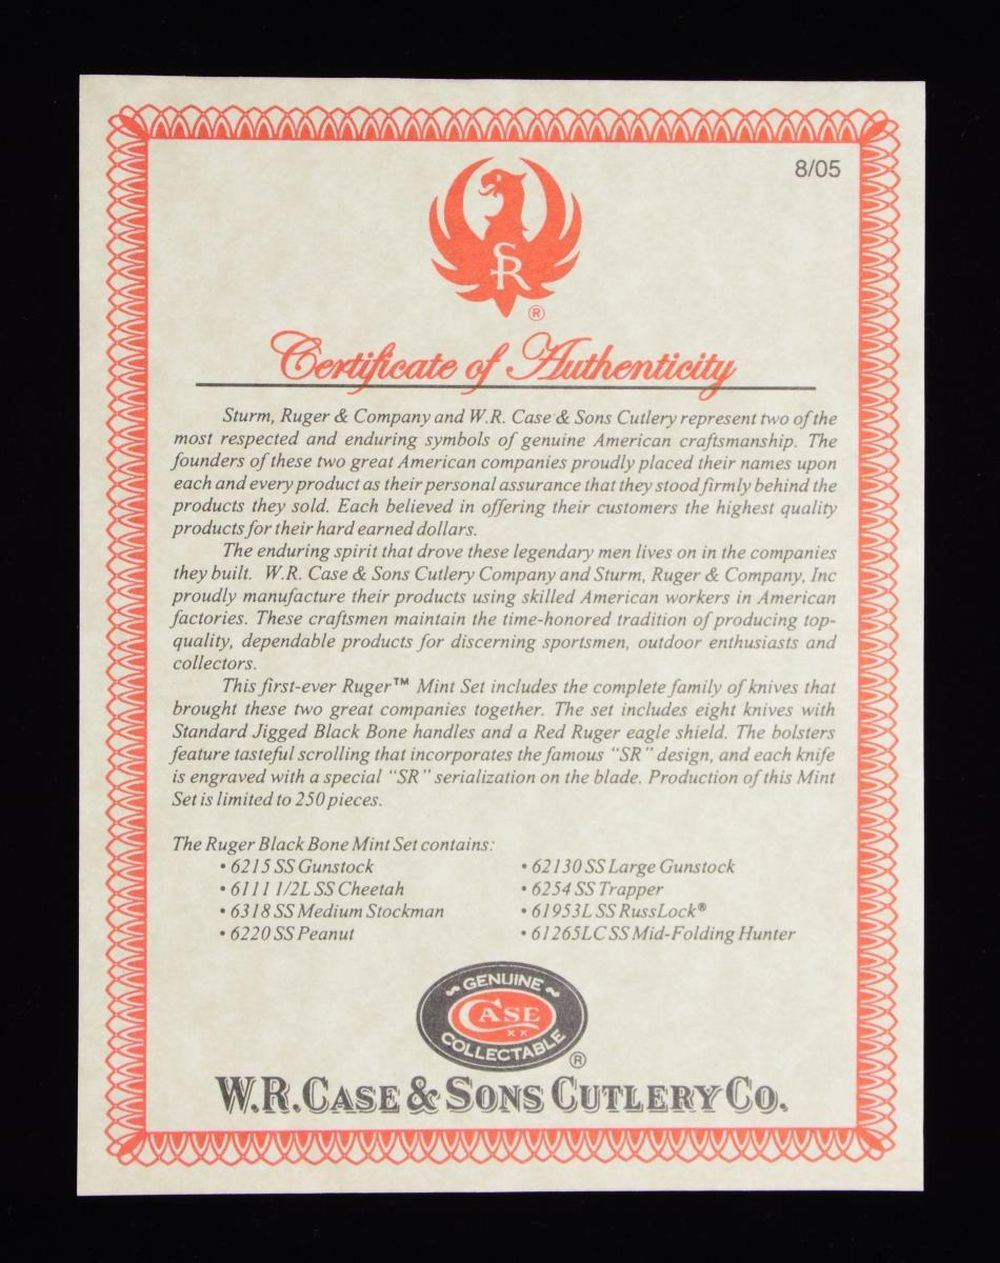 8/05
SR
®
Certificate of Authenticity
Sturm, Ruger & Company and W.R. Case & Sons Cutlery represent two of the
most respected and enduring symbols of genuine American craftsmanship. The
founders of these two great American companies proudly placed their names upon
each and every product as their personal assurance that they stood firmly behind the
products they sold. Each believed in offering their customers the highest quality
products for their hard earned dollars.
The enduring spirit that drove these legendary men lives on in the companies
they built. W.R. Case & Sons Cutlery Company and Sturm, Ruger & Company, Inc
proudly manufacture their products using skilled American workers in American
factories. These craftsmen maintain the time-honored tradition of producing top-
quality, dependable products for discerning sportsmen, outdoor enthusiasts and
collectors.
This first-ever Ruger™ Mint Set includes the complete family of knives that
brought these two great companies together. The set includes eight knives with
Standard Jigged Black Bone handles and a Red Ruger eagle shield. The bolsters
feature tasteful scrolling that incorporates the famous "SR" design, and each knife
is engraved with a special "SR" serialization on the blade. Production of this Mint
Set is limited to 250 pieces.
The Ruger Black Bone Mint Set contains:
• 6215 SS Gunstock
• 6111 1/2L SS Cheetah
• 6318 SS Medium Stockman
• 6220 SS Peanut
• 62130 SS Large Gunstock
• 6254 SS Trapper
• 61953L SS RussLock®
• 61265LC SS Mid-Folding Hunter
GENUINE
CASE
XX
COLLECTABLE
®
W.R. CASE & SONS CUTLERY CO.